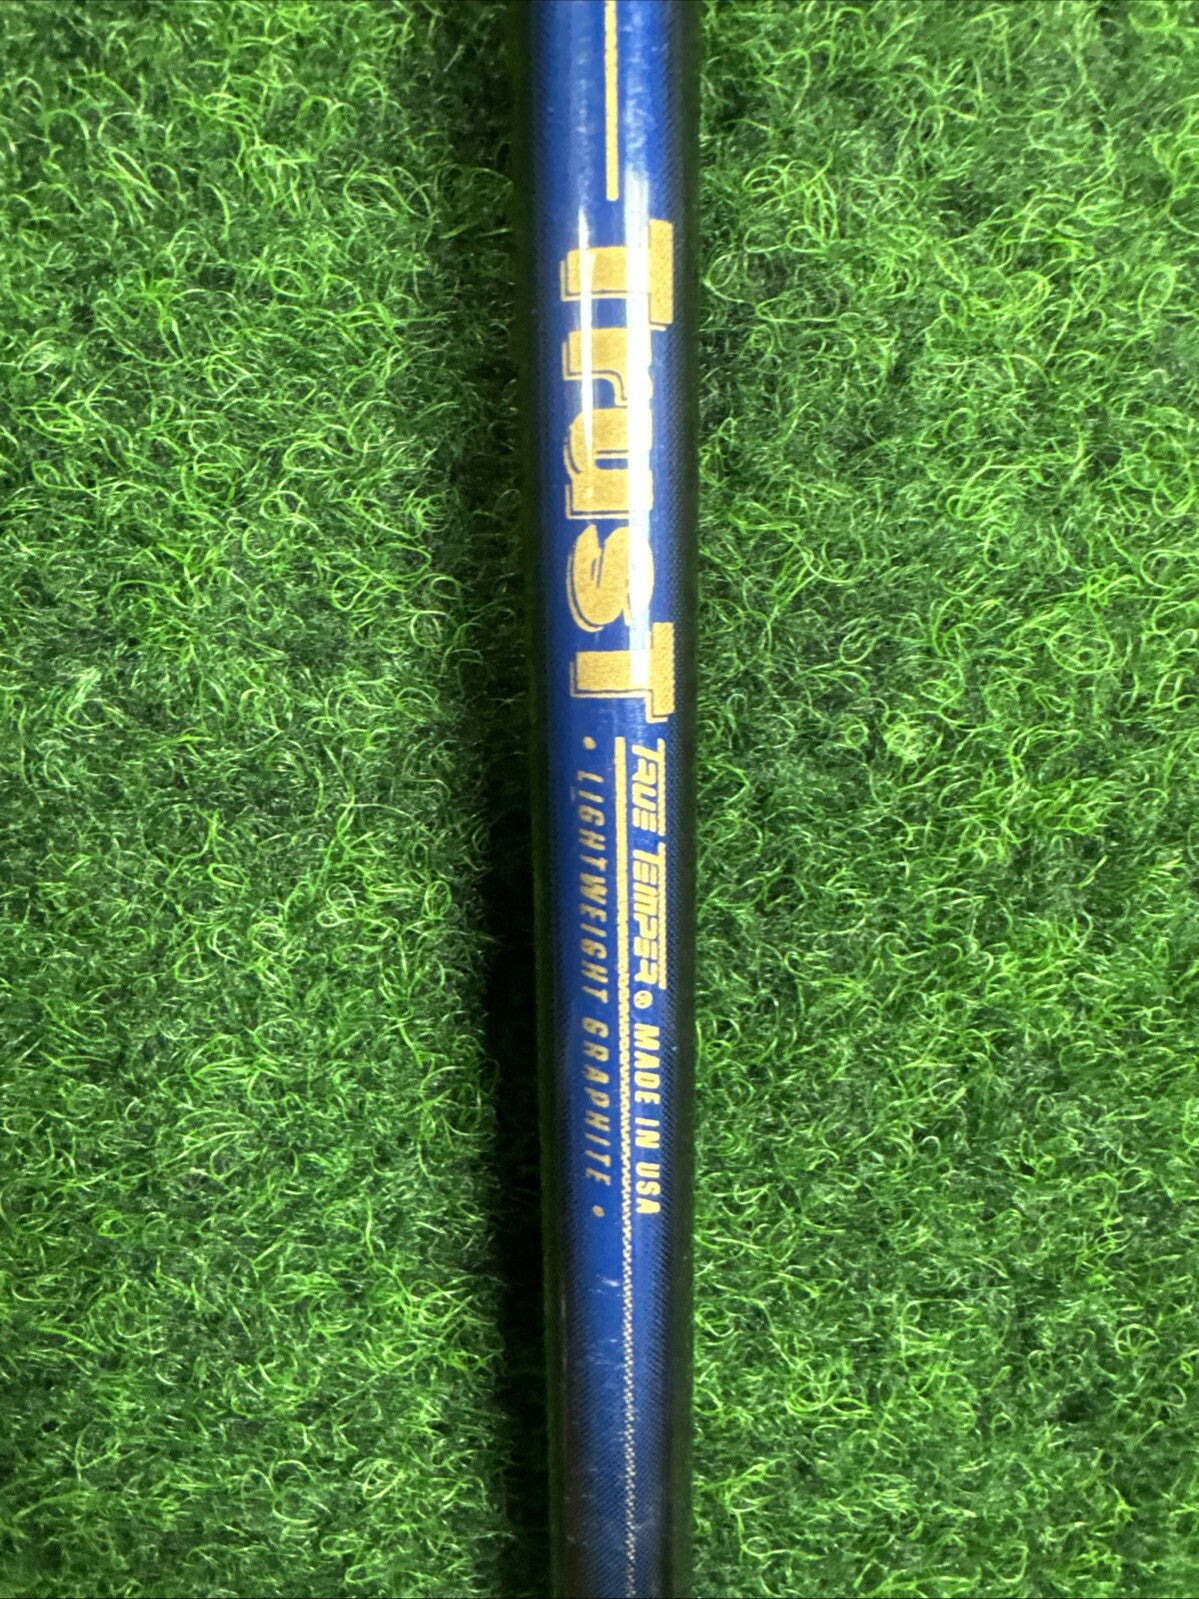 TrusT
TRUE TEMPER • MADE IN USA
• LIGHTWEIGHT GRAPHITE •